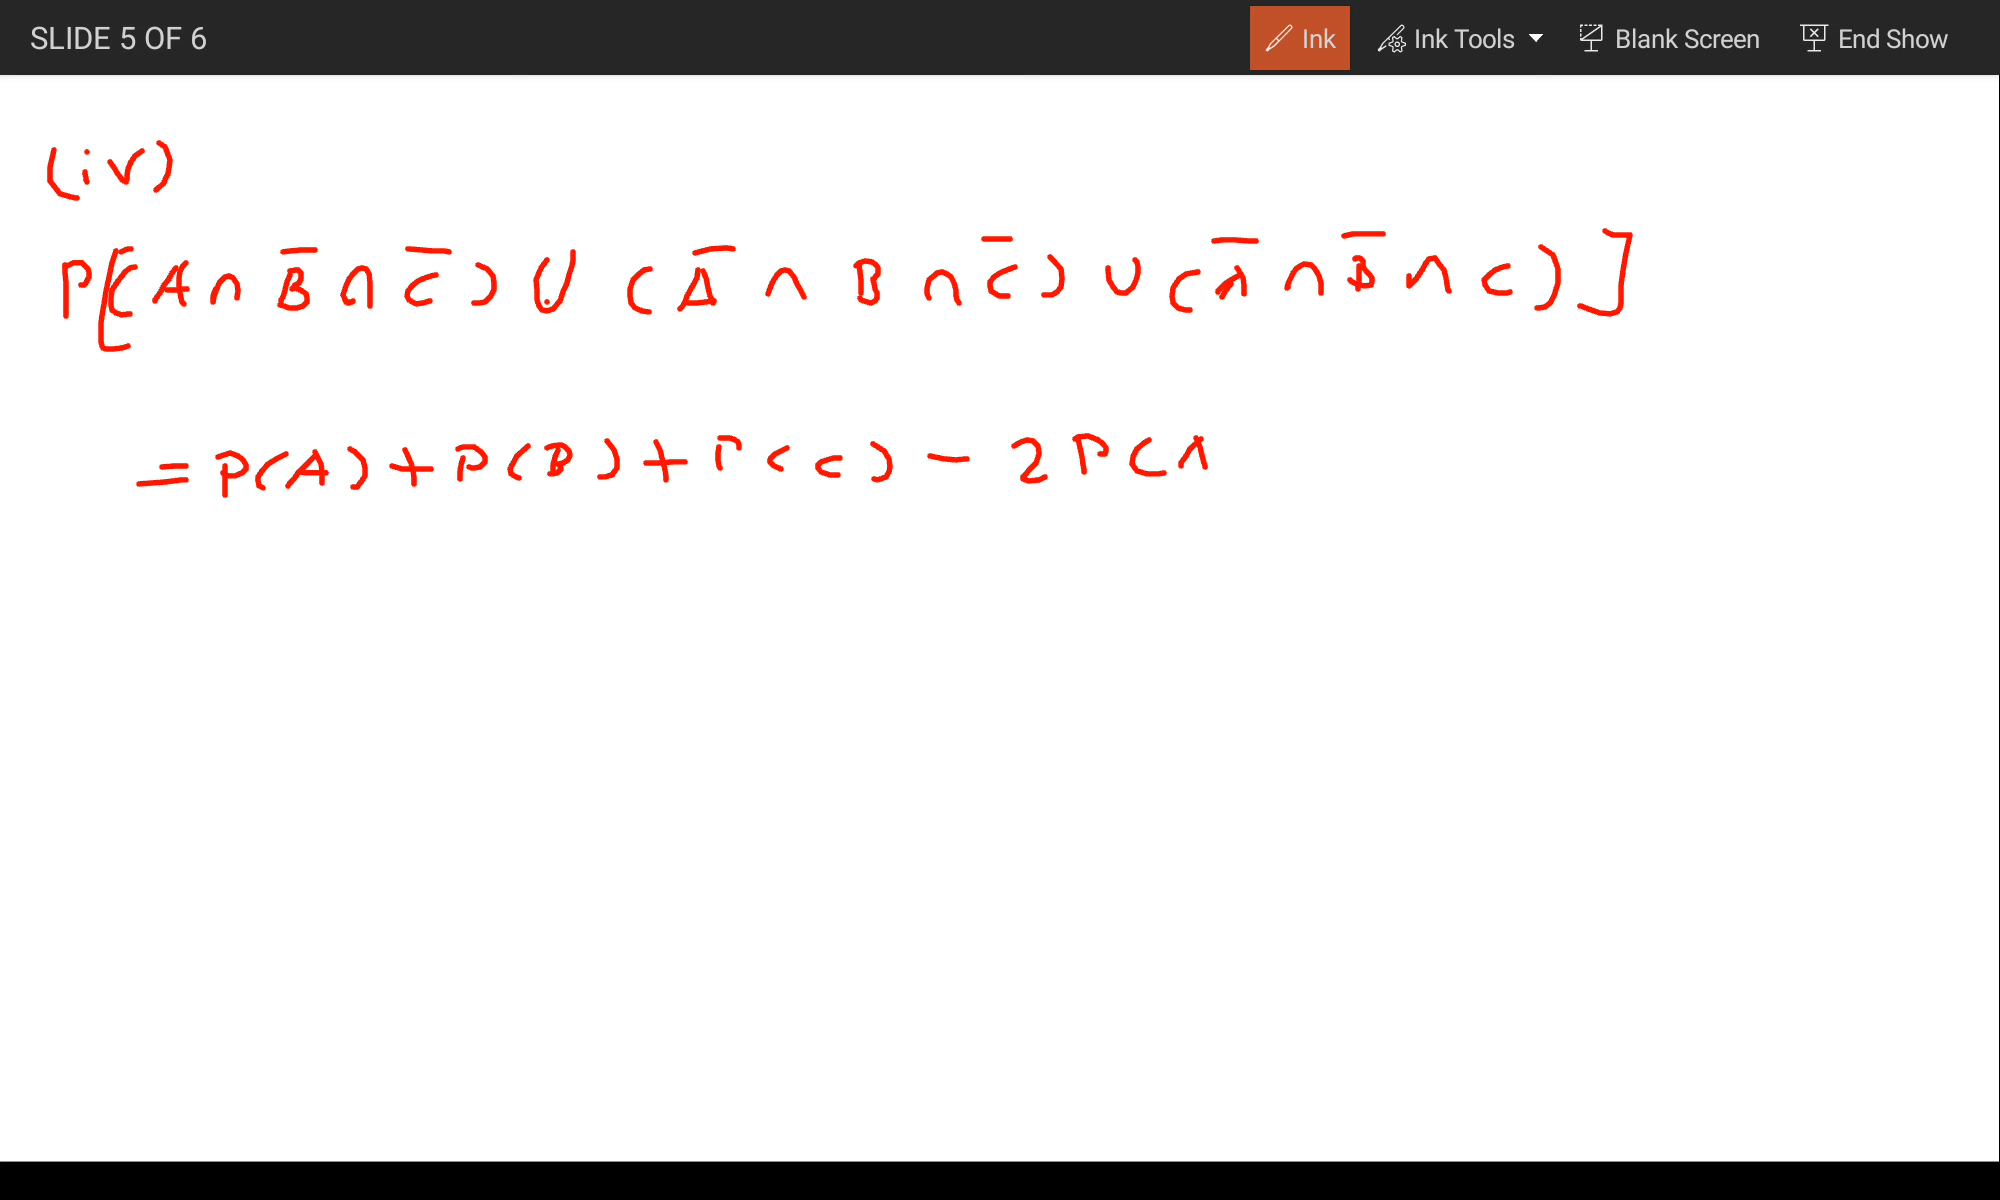 SLIDE 5 OF 6
Ink Ink Tools Blank Screen End Show
(iv)
P[(A ∩ B̅ ∩ C̅) ∪ (A̅ ∩ B ∩ C̅) ∪ (A̅ ∩ B̅ ∩ C)]
= P(A) + P(B) + P(C) - 2P(A